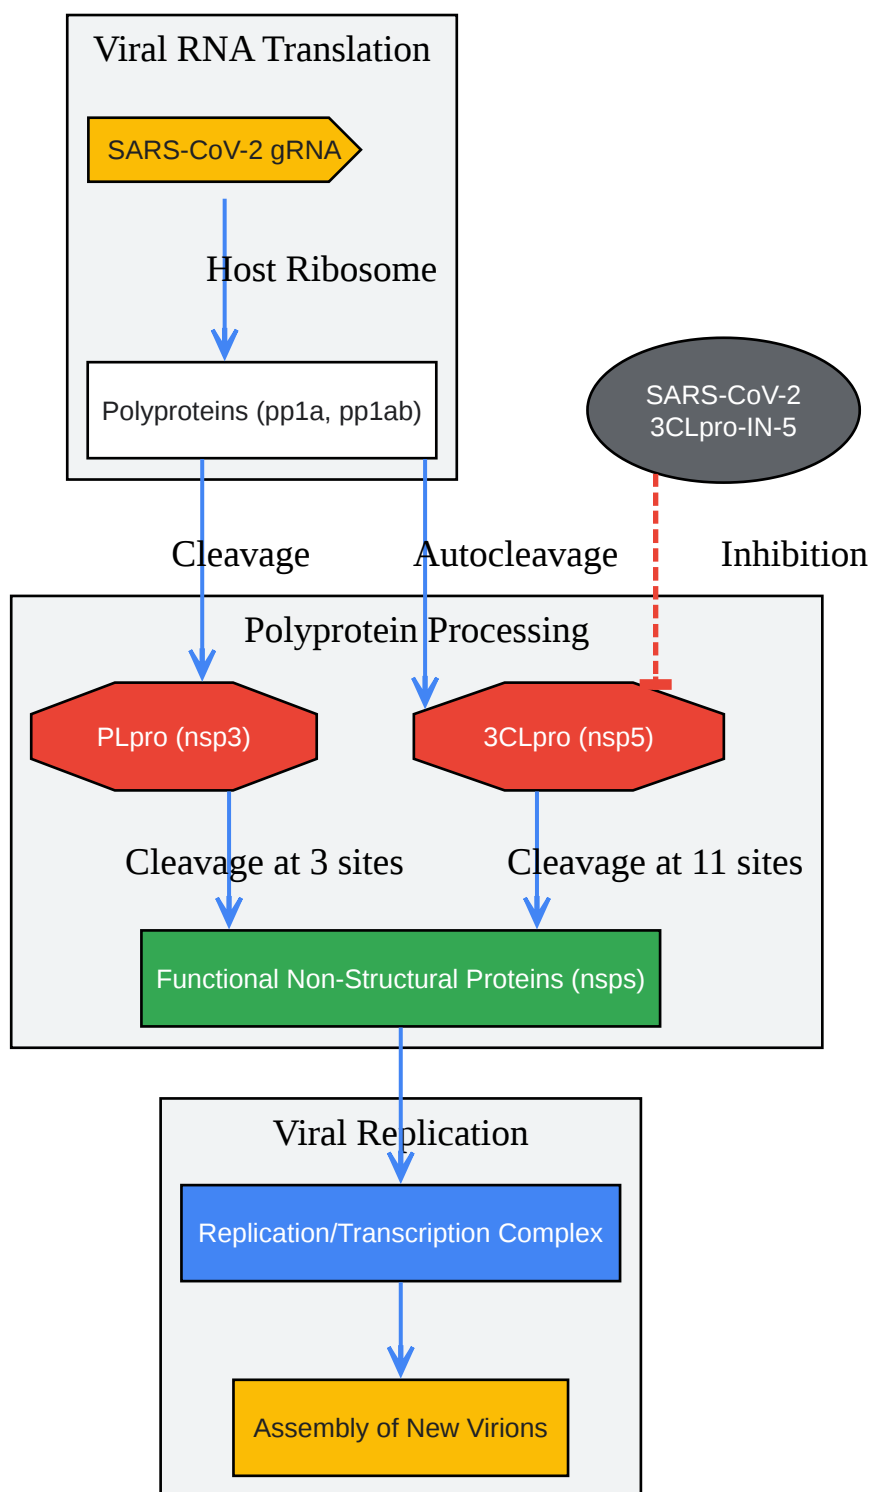 Viral RNA Translation
SARS-CoV-2 gRNA
Host Ribosome
Polyproteins (pp1a, pp1ab)
SARS-CoV-2
3CLpro-IN-5
Cleavage
Autocleavage
Inhibition
Polyprotein Processing
PLpro (nsp3)
3CLpro (nsp5)
Cleavage at 3 sites
Cleavage at 11 sites
Functional Non-Structural Proteins (nsps)
Viral Replication
Replication/Transcription Complex
Assembly of New Virions